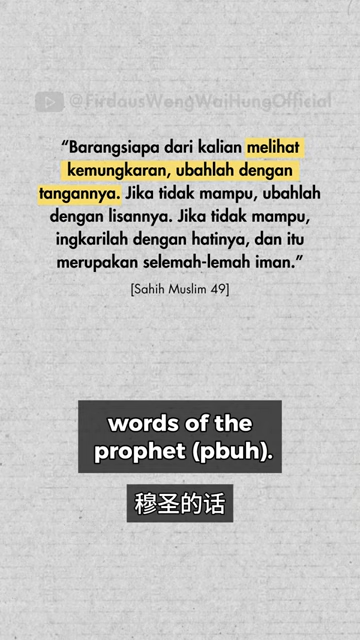 @FirdausWongWaiHungOfficial
“Barangsiapa dari kalian melihat
kemungkaran, ubahlah dengan
tangannya. Jika tidak mampu, ubahlah
dengan lisannya. Jika tidak mampu,
ingkarilah dengan hatinya, dan itu
merupakan selemah-lemah iman.”
[Sahih Muslim 49]
words of the
prophet (pbuh).
穆圣的话